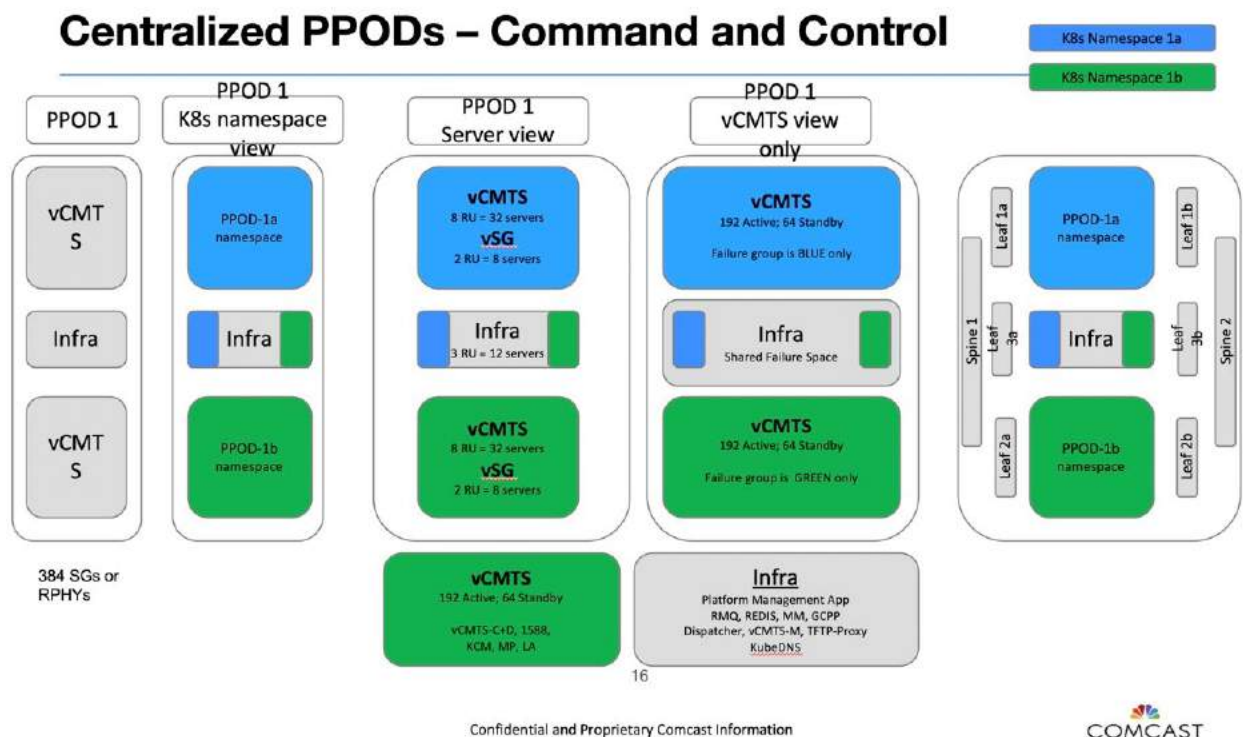 Centralized PPODs – Command and Control
K8s Namespace 1a
K8s Namespace 1b
PPOD 1
PPOD 1
K8s namespace
view
PPOD 1
Server view
PPOD 1
vCMTS view
only
vCMT
S
Infra
vCMT
S
384 SGs or
RPHYs
PPOD-1a
namespace
Infra
PPOD-1b
namespace
vCMTS
8 RU = 32 servers
vSG
2 RU = 8 servers
Infra
3 RU = 12 servers
vCMTS
8 RU = 32 servers
vSG
2 RU = 8 servers
vCMTS
192 Active; 64 Standby
Failure group is BLUE only
Infra
Shared Failure Space
vCMTS
192 Active; 64 Standby
Failure group is GREEN only
Spine 1
Leaf 1a
Leaf
3a
Leaf 2a
PPOD-1a
namespace
Infra
PPOD-1b
namespace
Leaf 1b
Leaf
3b
Leaf 2b
Spine 2
vCMTS
192 Active; 64 Standby
vCMTS-C+D, 1588,
KCM, MP, LA
Infra
Platform Management App
RMQ, REDIS, MM, GCPP
Dispatcher, vCMTS-M, TFTP-Proxy
KubeDNS
16
Confidential and Proprietary Comcast Information
COMCAST